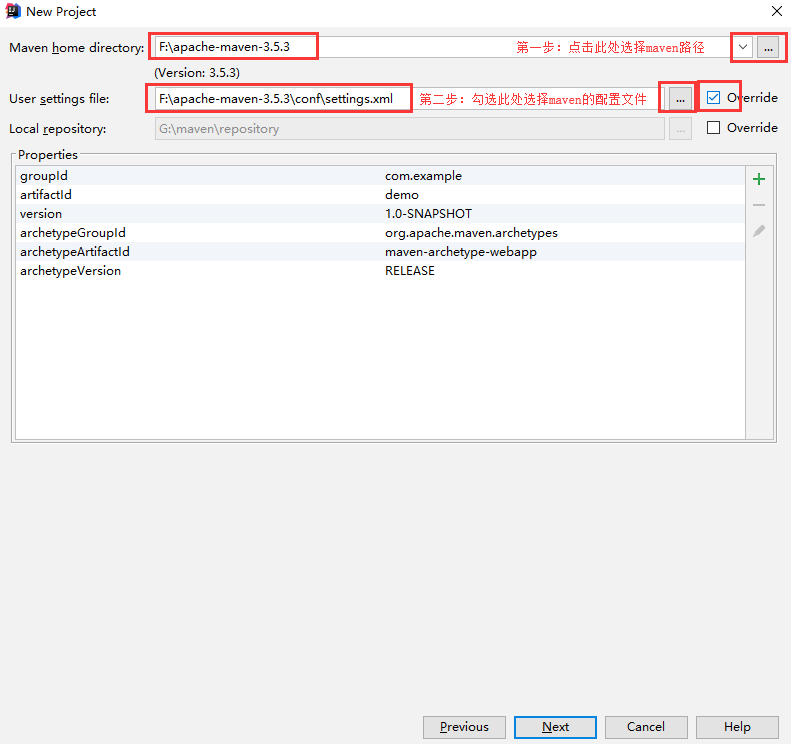 New Project
Maven home directory: F:\apache-maven-3.5.3 第一步：点击此处选择maven路径 ...
(Version: 3.5.3)
User settings file: F:\apache-maven-3.5.3\conf\settings.xml 第二步：勾选此处选择maven的配置文件 ... Override
Local repository: G:\maven\repository ... Override
Properties
groupId com.example
artifactId demo
version 1.0-SNAPSHOT
archetypeGroupId org.apache.maven.archetypes
archetypeArtifactId maven-archetype-webapp
archetypeVersion RELEASE
Previous Next Cancel Help